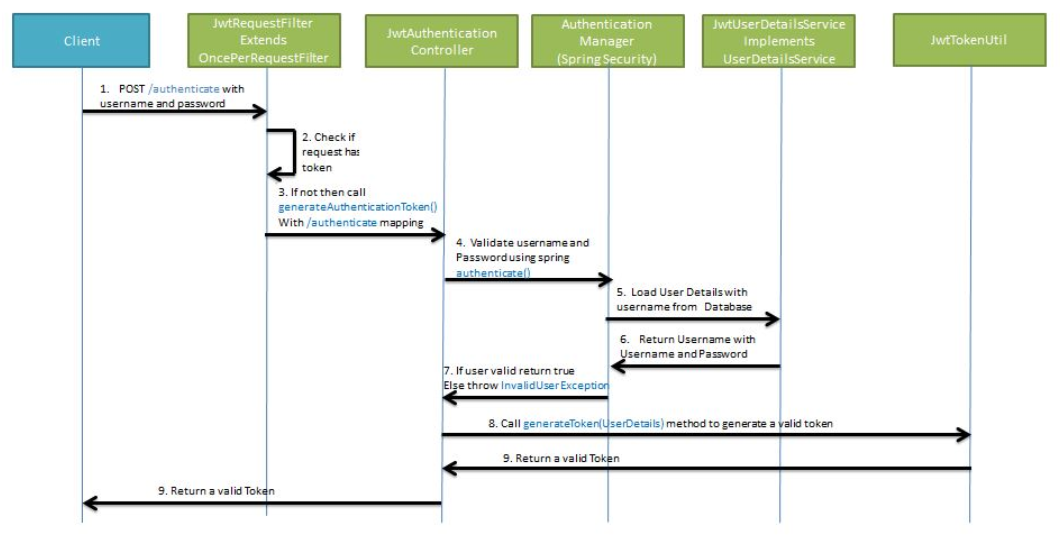 Client
JwtRequestFilter
Extends
OncePerRequestFilter
JwtAuthentication
Controller
Authentication
Manager
(Spring Security)
JwtUserDetailsService
Implements
UserDetailsService
JwtTokenUtil
1. POST /authenticate with
username and password
2. Check if
request has
token
3. If not then call
generateAuthenticationToken()
With /authenticate mapping
4. Validate username and
Password using spring
authenticate()
5. Load User Details with
username from Database
6. Return Username with
Username and Password
7. If user valid return true
Else throw InvalidUserException
8. Call generateToken(UserDetails) method to generate a valid token
9. Return a valid Token
9. Return a valid Token